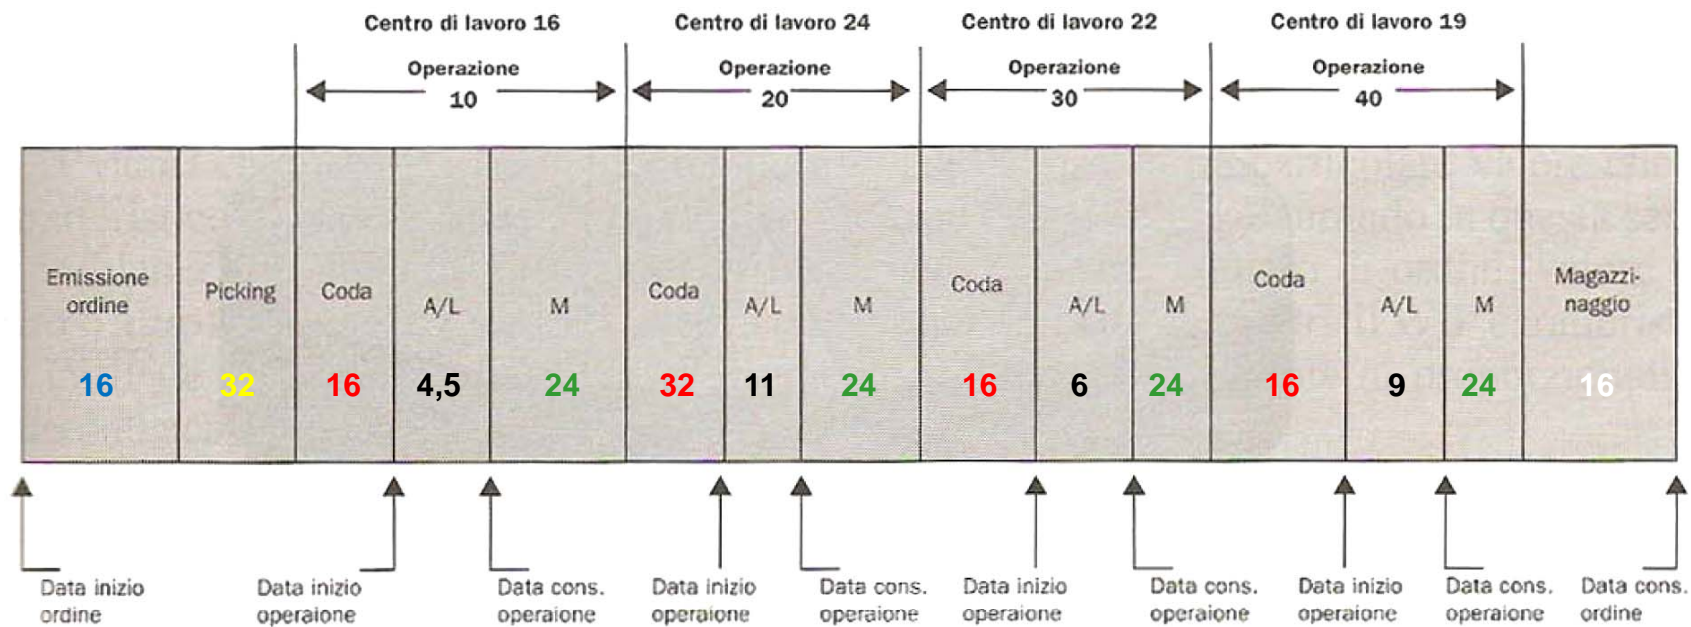 Centro di lavoro 16
Centro di lavoro 24
Centro di lavoro 22
Centro di lavoro 19
Operazione
10
Operazione
20
Operazione
30
Operazione
40
Emissione
ordine
16
Picking
32
Coda
16
A/L
4,5
M
24
Coda
32
A/L
11
M
24
Coda
16
A/L
6
M
24
Coda
16
A/L
9
M
24
Magazzi-
naggio
16
Data inizio
ordine
Data inizio
operaione
Data cons.
operaione
Data inizio
operaione
Data cons.
operaione
Data inizio
operaione
Data cons.
operaione
Data inizio
operaione
Data cons.
operaione
Data cons.
ordine